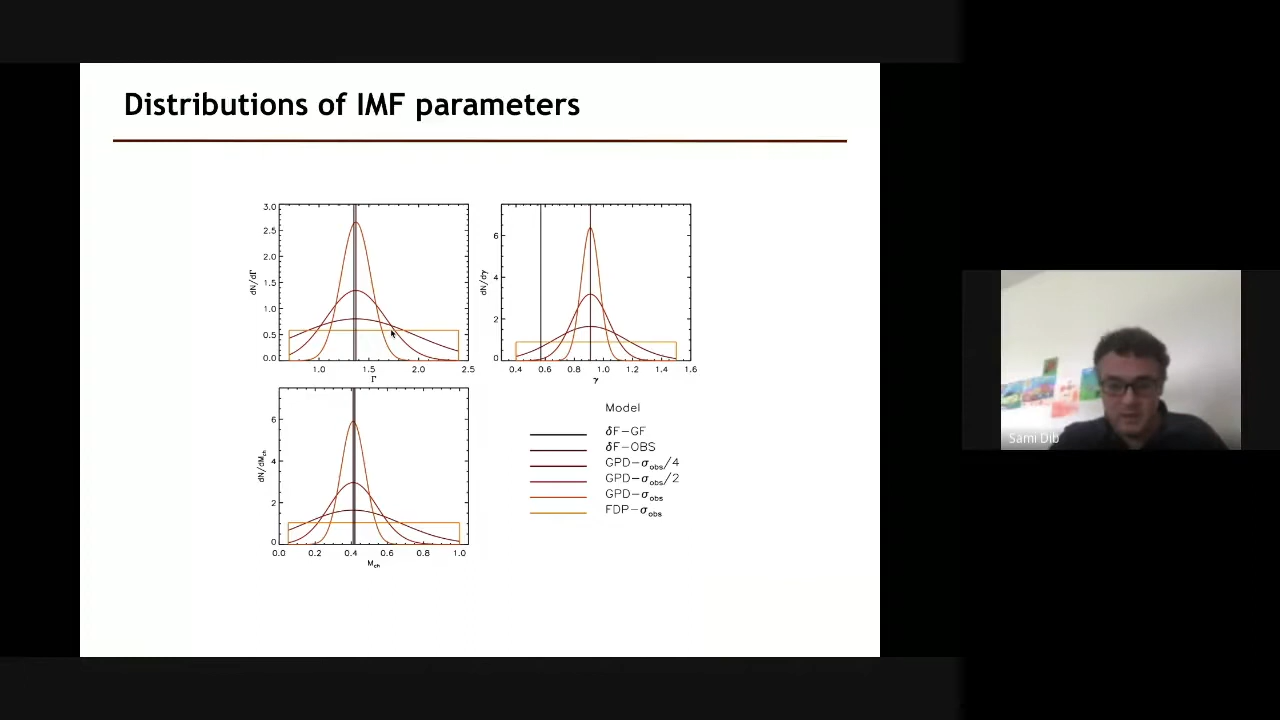 Distributions of IMF parameters
3.0
2.5
2.0
1.5
1.0
0.5
0.0
dN/dΓ
1.0 1.5 2.0 2.5
Γ
6
4
2
0
dN/dγ
0.4 0.6 0.8 1.0 1.2 1.4 1.6
γ
6
4
2
0
dN/dM_ch
0.0 0.2 0.4 0.6 0.8 1.0
M_ch
Model
δF-GF
δF-OBS
GPD-σ_obs/4
GPD-σ_obs/2
GPD-σ_obs
FDP-σ_obs
Sami Dib